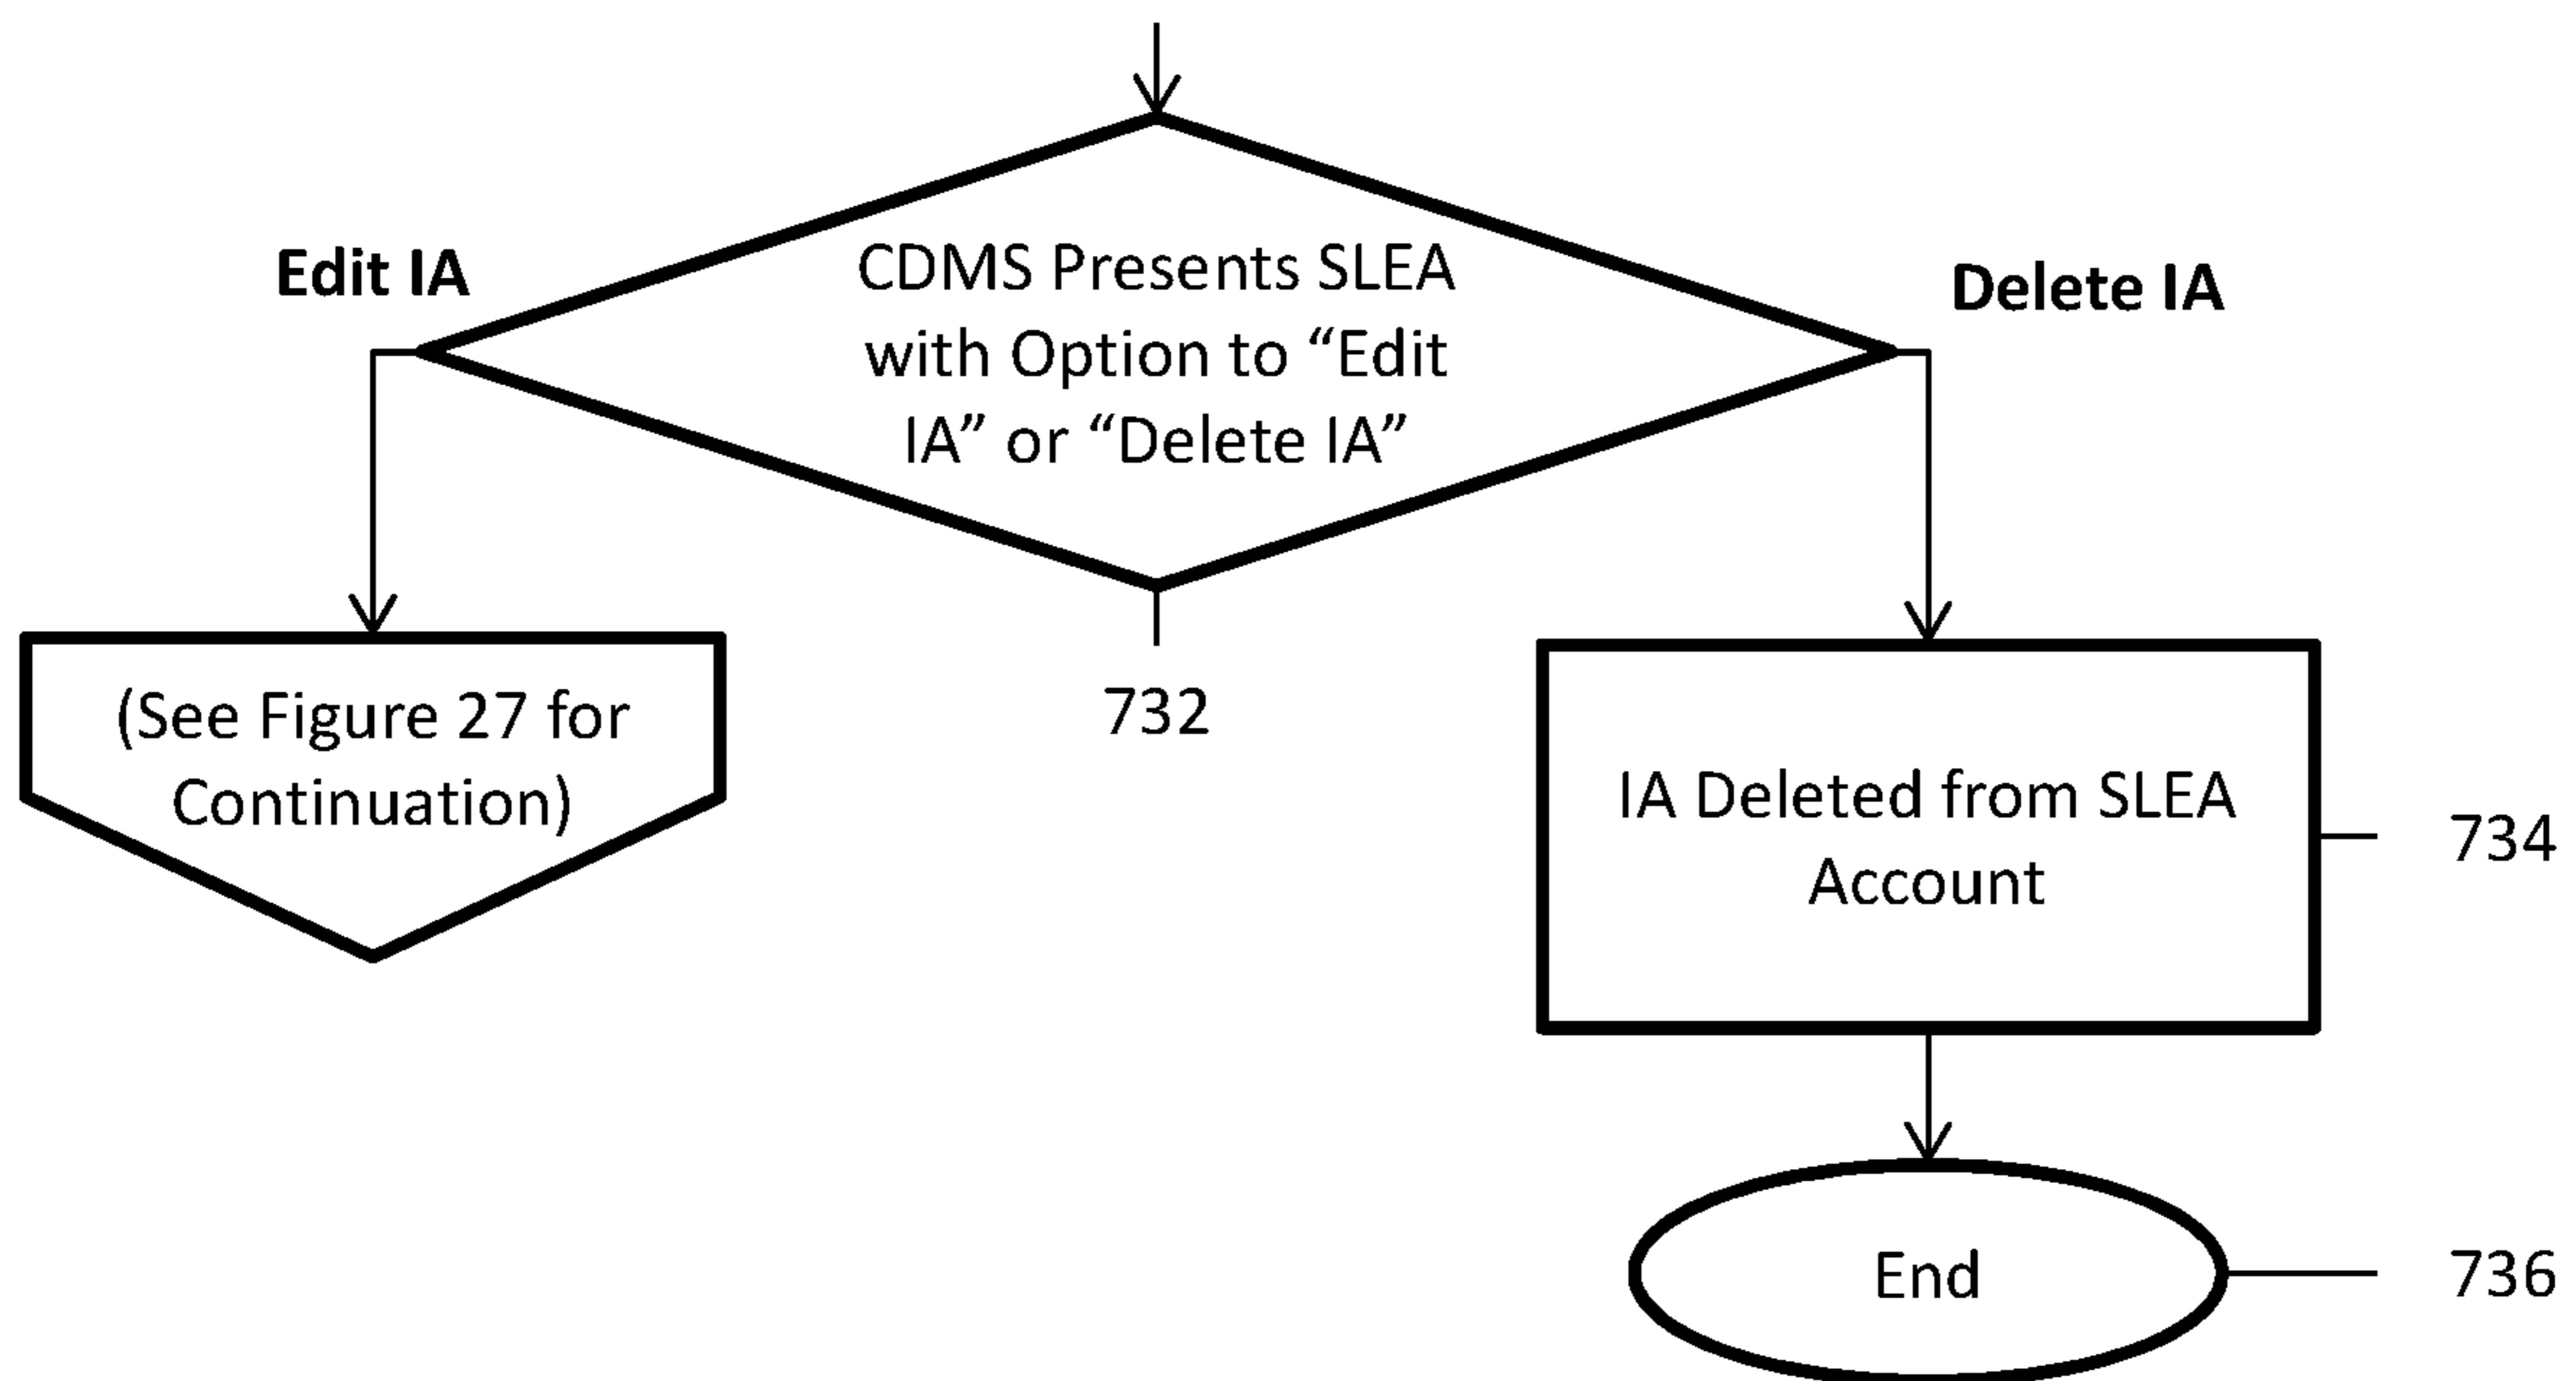 Edit IA
CDMS Presents SLEA
with Option to “Edit
IA” or “Delete IA”
Delete IA
(See Figure 27 for
Continuation)
732
IA Deleted from SLEA
Account
734
End
736